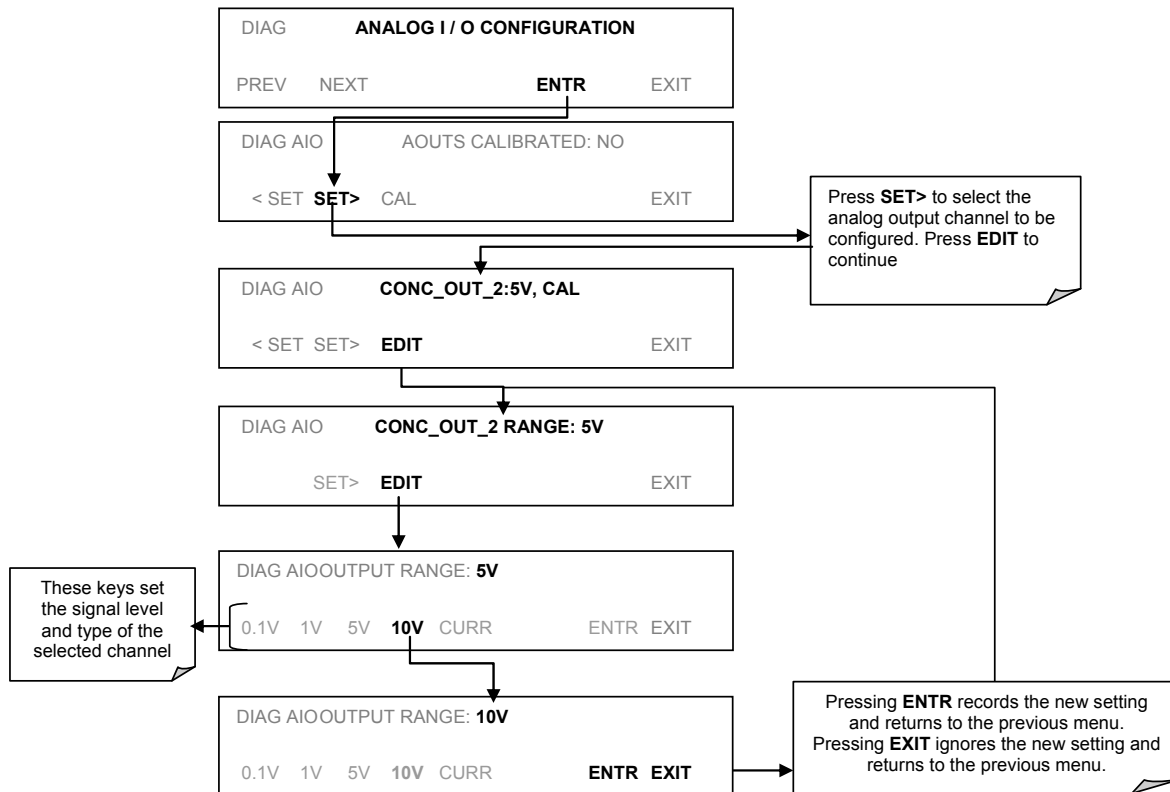 DIAG ANALOG I / O CONFIGURATION
PREV NEXT ENTR EXIT
DIAG AIO AOUTS CALIBRATED: NO
< SET SET> CAL EXIT
Press SET> to select the
analog output channel to be
configured. Press EDIT to
continue
DIAG AIO CONC_OUT_2:5V, CAL
< SET SET> EDIT EXIT
DIAG AIO CONC_OUT_2 RANGE: 5V
SET> EDIT EXIT
DIAG AIOOUTPUT RANGE: 5V
0.1V 1V 5V 10V CURR ENTR EXIT
These keys set
the signal level
and type of the
selected channel
DIAG AIOOUTPUT RANGE: 10V
0.1V 1V 5V 10V CURR ENTR EXIT
Pressing ENTR records the new setting
and returns to the previous menu.
Pressing EXIT ignores the new setting and
returns to the previous menu.